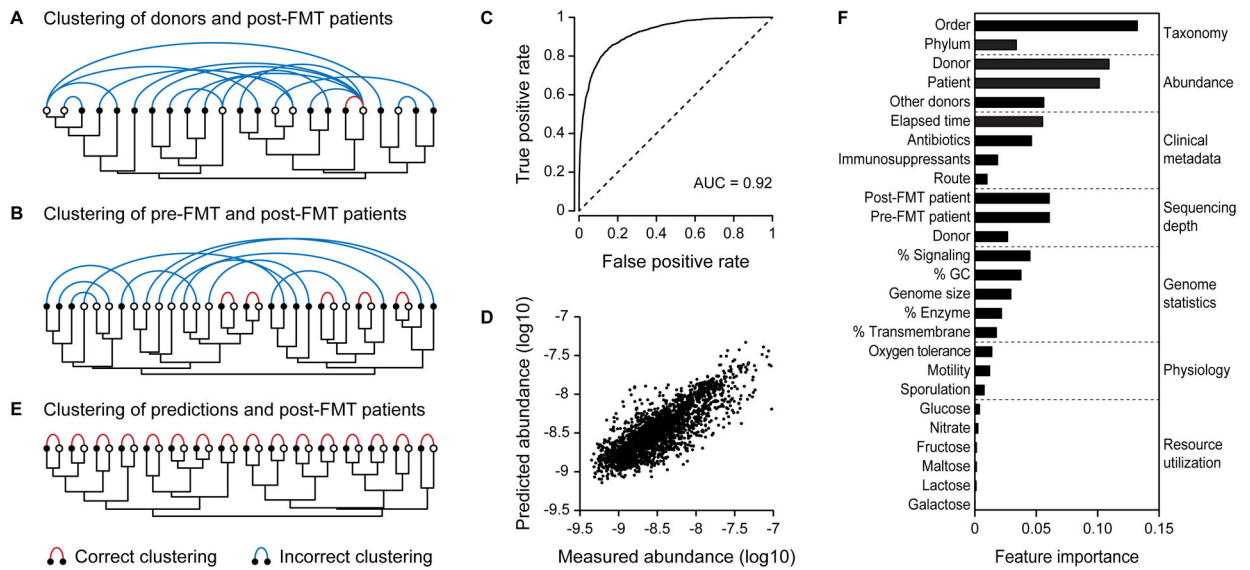 A Clustering of donors and post-FMT patients
B Clustering of pre-FMT and post-FMT patients
E Clustering of predictions and post-FMT patients
Correct clustering
Incorrect clustering
C
True positive rate
1
0.8
0.6
0.4
0.2
0
AUC = 0.92
0 0.2 0.4 0.6 0.8 1
False positive rate
D
Predicted abundance (log10)
-7
-7.5
-8
-8.5
-9
-9.5
-9.5 -9 -8.5 -8 -7.5 -7
Measured abundance (log10)
F
Order
Phylum
Taxonomy
Donor
Patient
Other donors
Abundance
Elapsed time
Antibiotics
Immunosuppressants
Route
Clinical
metadata
Post-FMT patient
Pre-FMT patient
Donor
Sequencing
depth
% Signaling
% GC
Genome size
% Enzyme
% Transmembrane
Genome
statistics
Oxygen tolerance
Motility
Sporulation
Physiology
Glucose
Nitrate
Fructose
Maltose
Lactose
Galactose
Resource
utilization
0 0.05 0.10 0.15
Feature importance